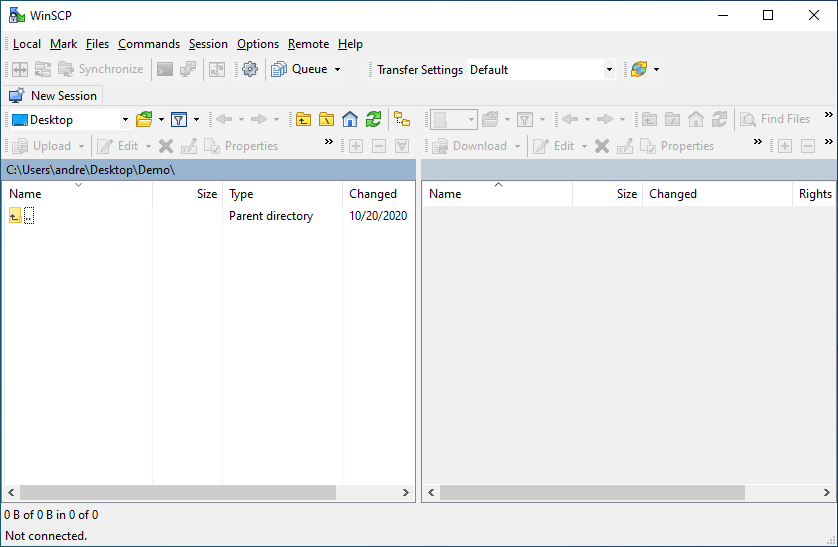 WinSCP
Local Mark Files Commands Session Options Remote Help
Synchronize Queue Transfer Settings Default
New Session
Desktop Find Files »
Upload Edit Properties » Download Edit Properties » »
C:\Users\andre\Desktop\Demo\
Name Size Type Changed Name Size Changed Rights
.. Parent directory 10/20/2020
0 B of 0 B in 0 of 0
Not connected.